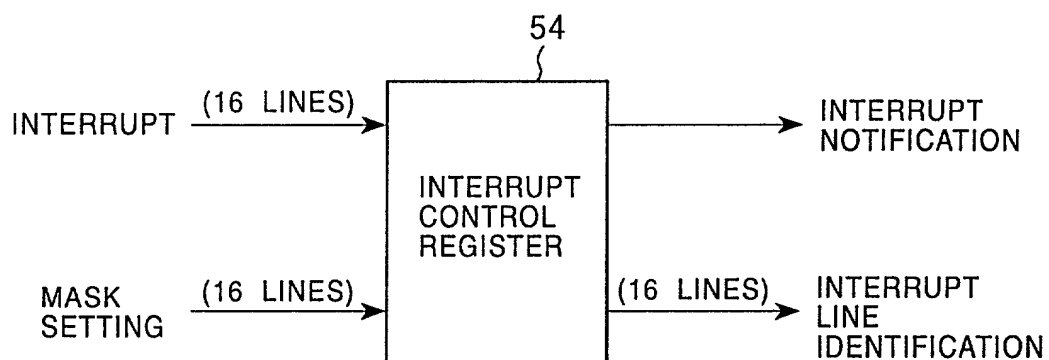 54
INTERRUPT
(16 LINES)
INTERRUPT
NOTIFICATION
INTERRUPT
CONTROL
REGISTER
MASK
SETTING
(16 LINES)
(16 LINES)
INTERRUPT
LINE
IDENTIFICATION